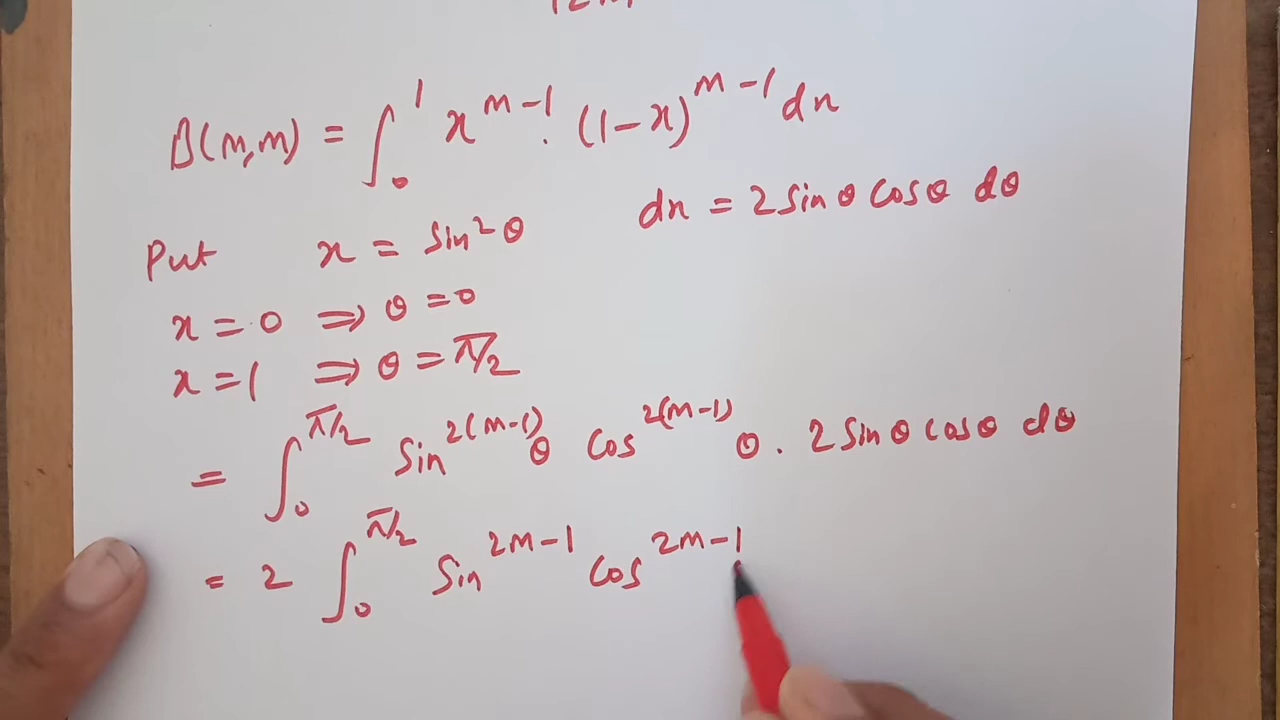 β(m,m) = ∫₀¹ x^{m-1} . (1-x)^{m-1} dx
dx = 2 Sin θ Cos θ dθ
Put x = Sin² θ
x = 0 ⇒ θ = 0
x = 1 ⇒ θ = π/2
= ∫₀^{π/2} Sin^{2(m-1)} θ Cos^{2(m-1)} θ . 2 Sin θ Cos θ dθ
= 2 ∫₀^{π/2} Sin^{2m-1} Cos^{2m-1}